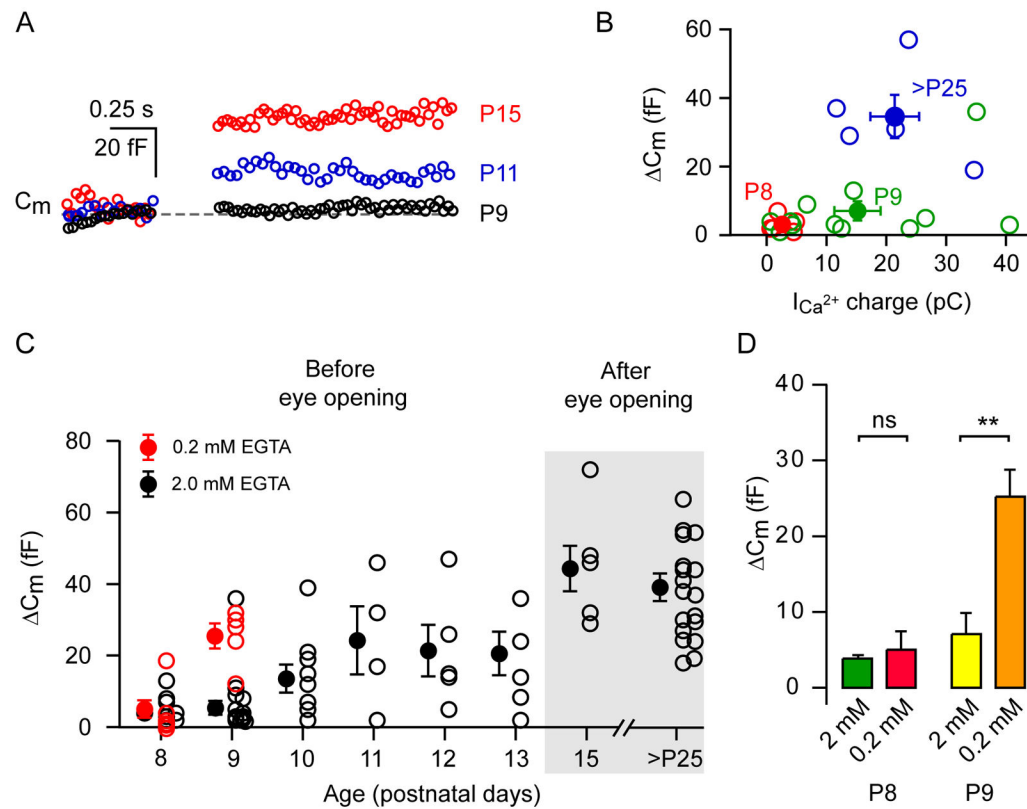 A
0.25 s
20 fF
Cm
P15
P11
P9
B
60
40
20
0
ΔCm (fF)
>P25
P8
P9
0 10 20 30 40
ICa2+ charge (pC)
C
Before
eye opening
After
eye opening
0.2 mM EGTA
2.0 mM EGTA
80
60
40
20
0
ΔCm (fF)
8 9 10 11 12 13 15 >P25
Age (postnatal days)
D
40
30
20
10
0
ΔCm (fF)
ns
**
2 mM
0.2 mM
2 mM
0.2 mM
P8 P9